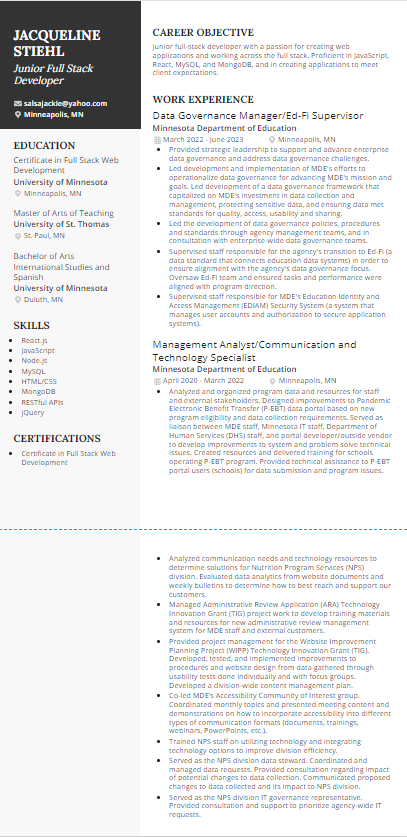 JACQUELINE
STIEHL
Junior Full Stack
Developer
salsajackie@yahoo.com
Minneapolis, MN
EDUCATION
Certificate in Full Stack Web
Development
University of Minnesota
Minneapolis, MN
Master of Arts of Teaching
University of St. Thomas
St. Paul, MN
Bachelor of Arts
International Studies and
Spanish
University of Minnesota
Duluth, MN
SKILLS
React.js
JavaScript
Node.js
MySQL
HTML/CSS
MongoDB
RESTful APIs
jQuery
CERTIFICATIONS
Certificate in Full Stack Web
Development
CAREER OBJECTIVE
Junior full-stack developer with a passion for creating web
applications and working across the full stack. Proficient in JavaScript,
React, MySQL, and MongoDB, and in creating applications to meet
client expectations.
WORK EXPERIENCE
Data Governance Manager/Ed-Fi Supervisor
Minnesota Department of Education
March 2022 - June 2023 Minneapolis, MN
Provided strategic leadership to support and advance enterprise
data governance and address data governance challenges.
Led development and implementation of MDE's efforts to
operationalize data governance for advancing MDE's mission and
goals. Led development of a data governance framework that
capitalized on MDE's investment in data collection and
management, protecting sensitive data, and ensuring data met
standards for quality, access, usability and sharing.
Led the development of data governance policies, procedures
and standards through agency management teams, and in
consultation with enterprise-wide data governance teams.
Supervised staff responsible for the agency's transition to Ed-Fi (a
data standard that connects education data systems) in order to
ensure alignment with the agency's data governance focus.
Oversaw Ed-Fi team and ensured tasks and performance were
aligned with program direction.
Supervised staff responsible for MDE's Education Identity and
Access Management (EDIAM) Security System (a system that
manages user accounts and authorization to secure application
systems).
Management Analyst/Communication and
Technology Specialist
Minnesota Department of Education
April 2020 - March 2022 Minneapolis, MN
Analyzed and organized program data and resources for staff
and external stakeholders. Designed improvements to Pandemic
Electronic Benefit Transfer (P-EBT) data portal based on new
program eligibility and data collection requirements. Served as
liaison between MDE staff, Minnesota IT staff, Department of
Human Services (DHS) staff, and portal developer/outside vendor
to develop improvements to system and problem solve technical
issues. Created resources and delivered training for schools
operating P-EBT program. Provided technical assistance to P-EBT
portal users (schools) for data submission and program issues.
Analyzed communication needs and technology resources to
determine solutions for Nutrition Program Services (NPS)
division. Evaluated data analytics from website documents and
weekly bulletins to determine how to best reach and support our
customers.
Managed Administrative Review Application (ARA) Technology
Innovation Grant (TIG) project work to develop training materials
and resources for new administrative review management
system for MDE staff and external customers.
Provided project management for the Website Improvement
Planning Project (WIPP) Technology Innovation Grant (TIG).
Developed, tested, and implemented improvements to
procedures and website design from data gathered through
usability tests done individually and with focus groups.
Developed a division-wide content management plan.
Co-led MDE's Accessibility Community of Interest group.
Coordinated monthly topics and presented meeting content and
demonstrations on how to incorporate accessibility into different
types of communication formats (documents, trainings,
webinars, PowerPoints, etc.).
Trained NPS staff on utilizing technology and integrating
technology options to improve division efficiency.
Served as the NPS division data steward. Coordinated and
managed data requests. Provided consultation regarding impact
of potential changes to data collection. Communicated proposed
changes to data collected and its impact to NPS division.
Served as the NPS division IT governance representative.
Provided consultation and support to prioritize agency-wide IT
requests.